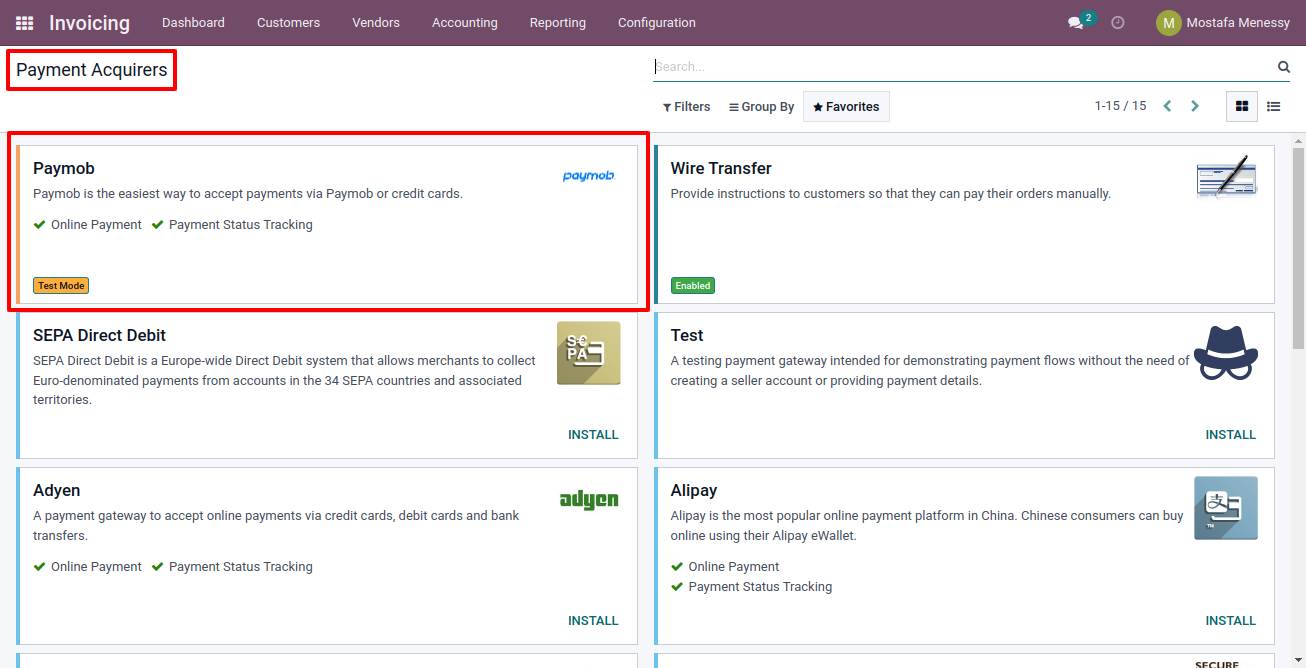 Invoicing
Dashboard
Customers
Vendors
Accounting
Reporting
Configuration
2
M
Mostafa Menessy
Payment Acquirers
Search...
Filters
Group By
Favorites
1-15 / 15
Paymob
paymob
Paymob is the easiest way to accept payments via Paymob or credit cards.
Online Payment
Payment Status Tracking
Test Mode
Wire Transfer
Provide instructions to customers so that they can pay their orders manually.
Enabled
SEPA Direct Debit
S€
PA
SEPA Direct Debit is a Europe-wide Direct Debit system that allows merchants to collect
Euro-denominated payments from accounts in the 34 SEPA countries and associated
territories.
INSTALL
Test
A testing payment gateway intended for demonstrating payment flows without the need of
creating a seller account or providing payment details.
INSTALL
Adyen
adyen
A payment gateway to accept online payments via credit cards, debit cards and bank
transfers.
Online Payment
Payment Status Tracking
INSTALL
Alipay
支
TM
Alipay is the most popular online payment platform in China. Chinese consumers can buy
online using their Alipay eWallet.
Online Payment
Payment Status Tracking
INSTALL
SECURE